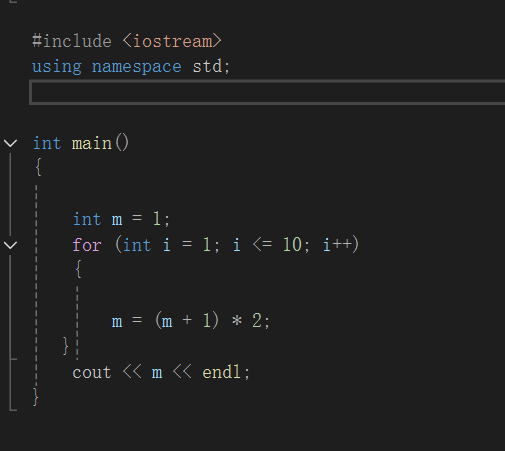 #include <iostream>
using namespace std;
int main()
{
int m = 1;
for (int i = 1; i <= 10; i++)
{
m = (m + 1) * 2;
}
cout << m << endl;
}